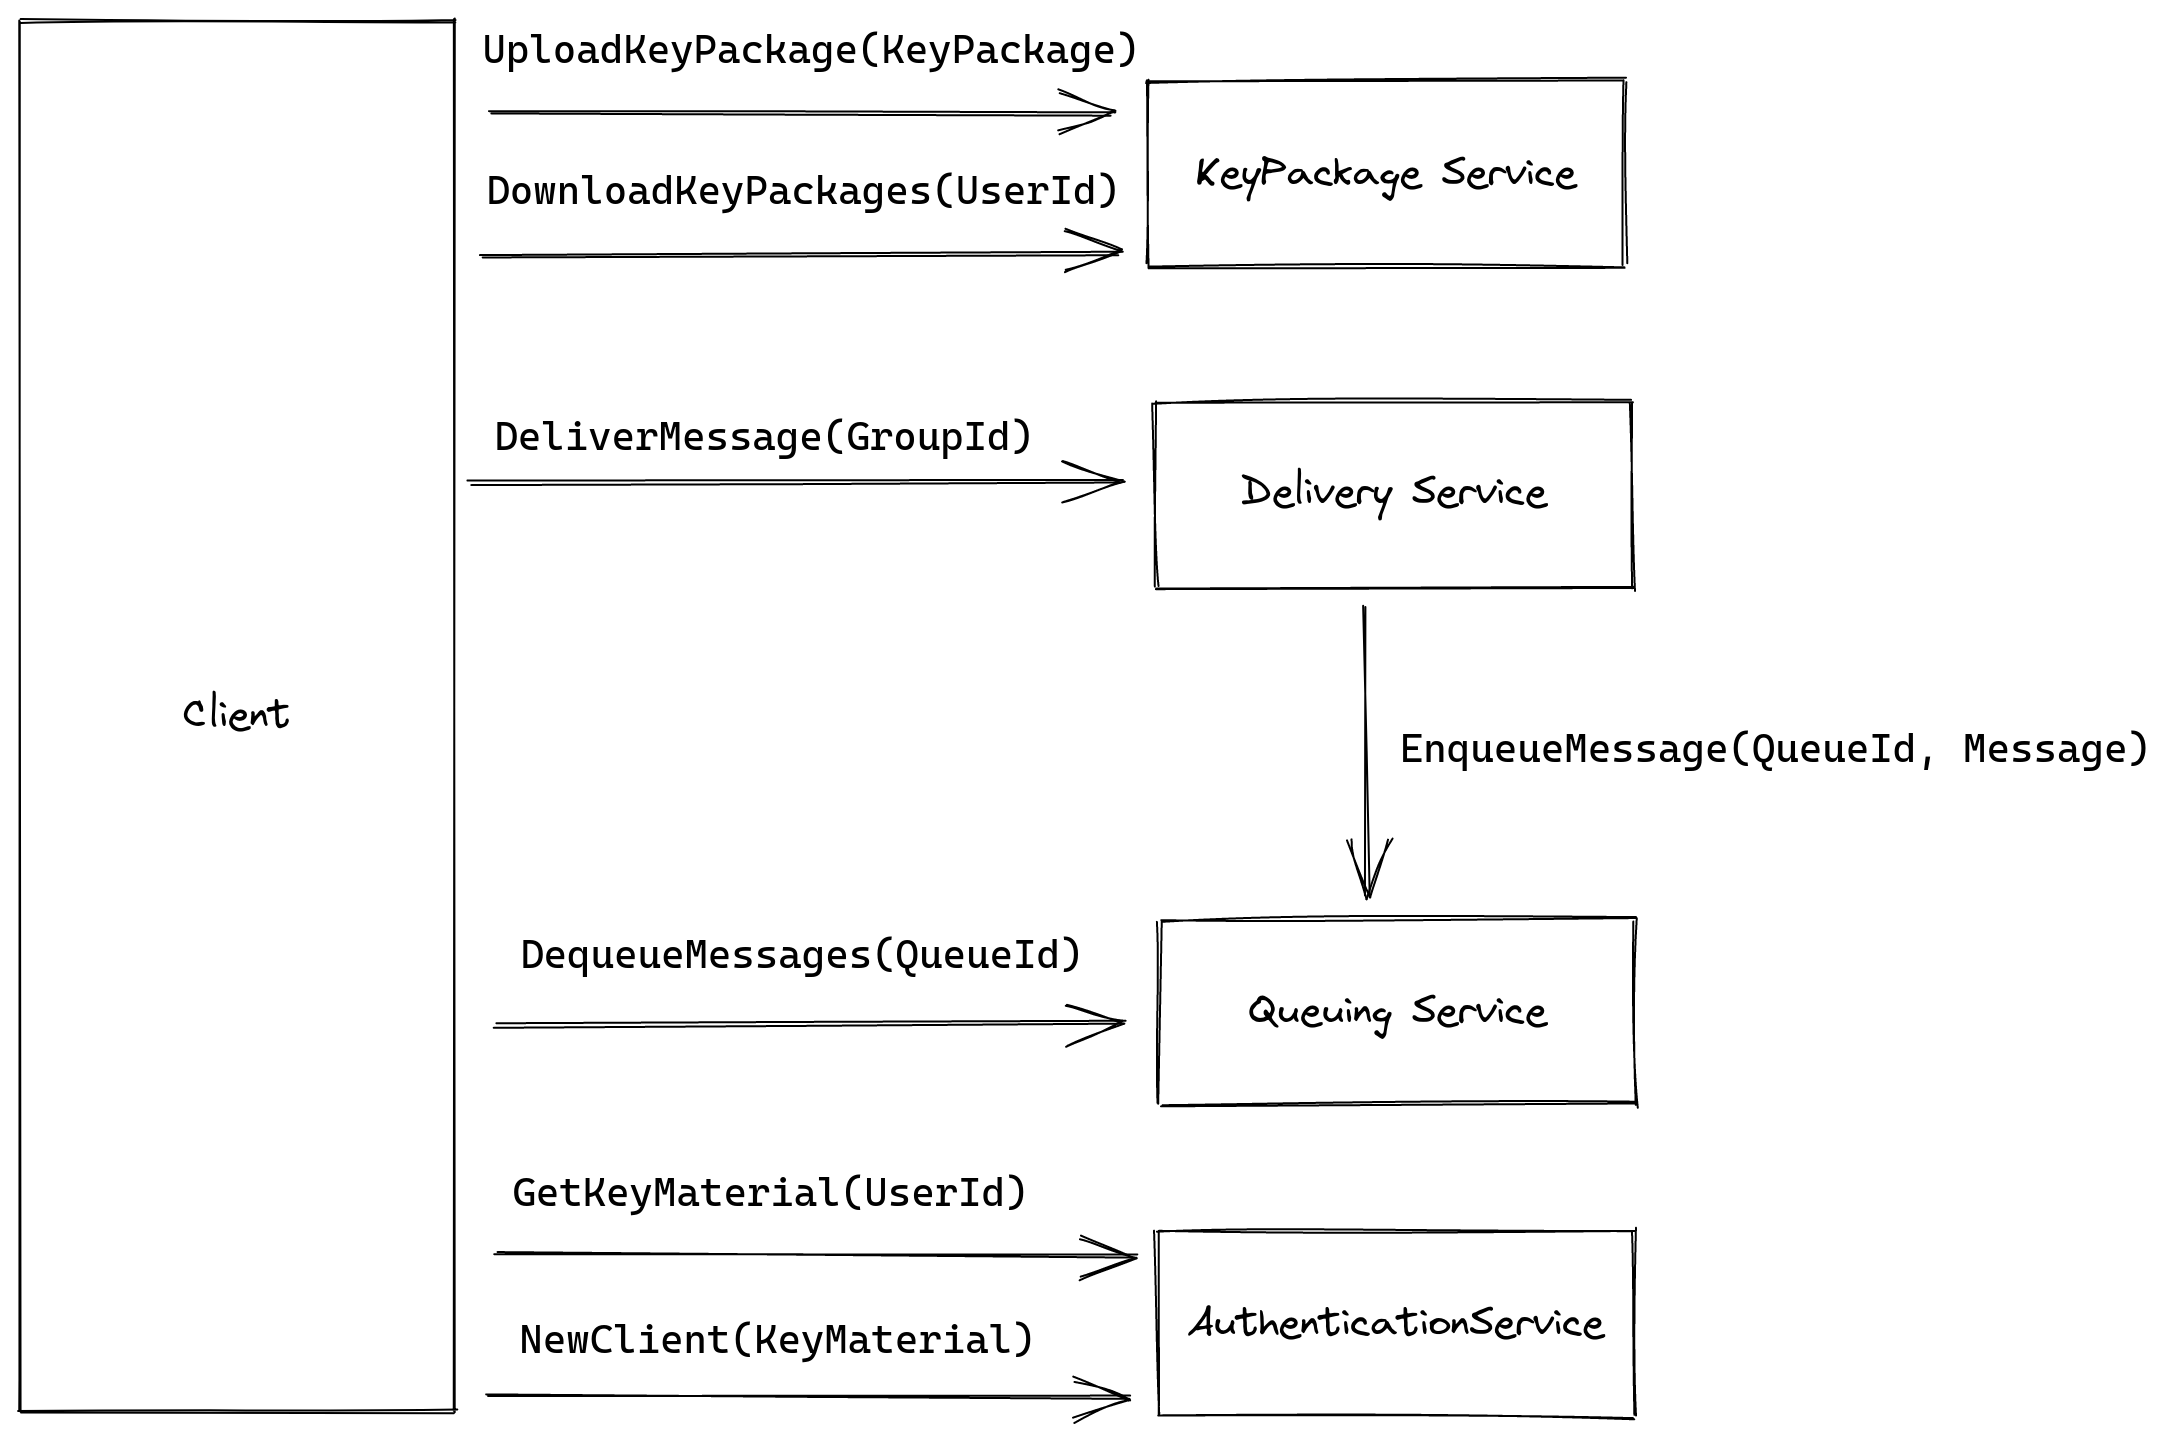 UploadKeyPackage(KeyPackage)
KeyPackage Service
DownloadKeyPackages(UserId)
DeliverMessage(GroupId)
Delivery Service
Client
EnqueueMessage(QueueId, Message)
DequeueMessages(QueueId)
Queuing Service
GetKeyMaterial(UserId)
AuthenticationService
NewClient(KeyMaterial)